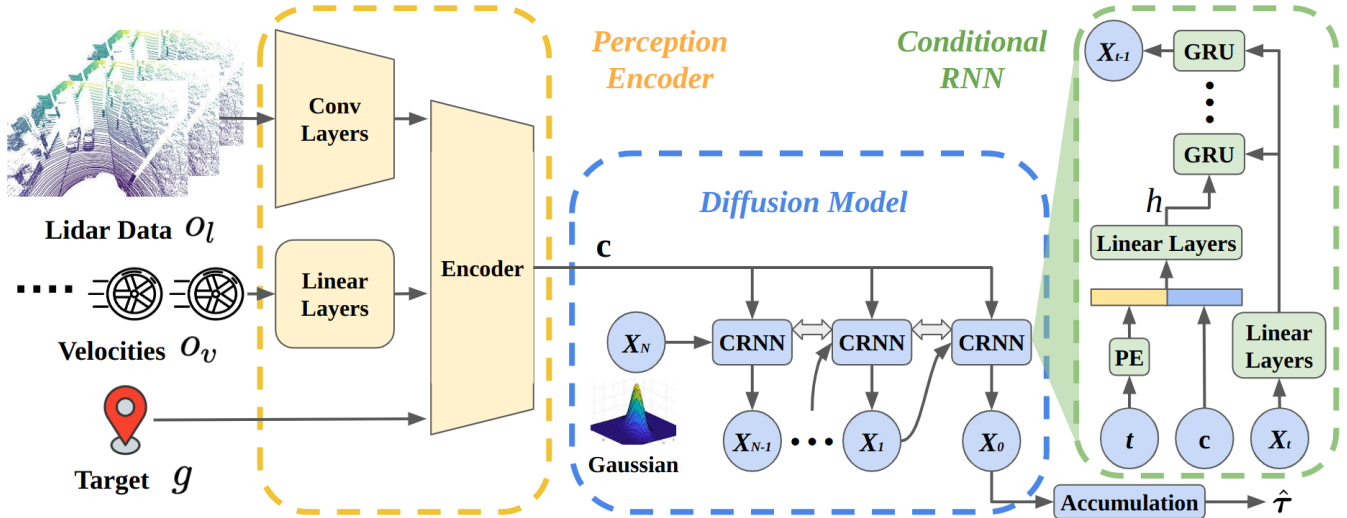 Perception
Encoder
Conditional
RNN
Conv
Layers
Lidar Data o_l
Linear
Layers
Velocities o_v
Target g
Encoder
c
Diffusion Model
X_N
Gaussian
CRNN
CRNN
CRNN
X_{N-1}
X_1
X_0
X_{t-1}
GRU
GRU
h
Linear Layers
PE
Linear
Layers
t
c
X_t
Accumulation
τ̂